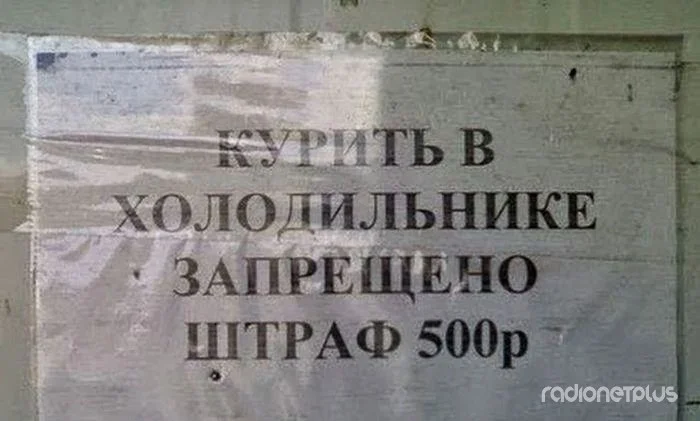 КУРИТЬ В
ХОЛОДИЛЬНИКЕ
ЗАПРЕЩЕНО
ШТРАФ 500р
radionetplus